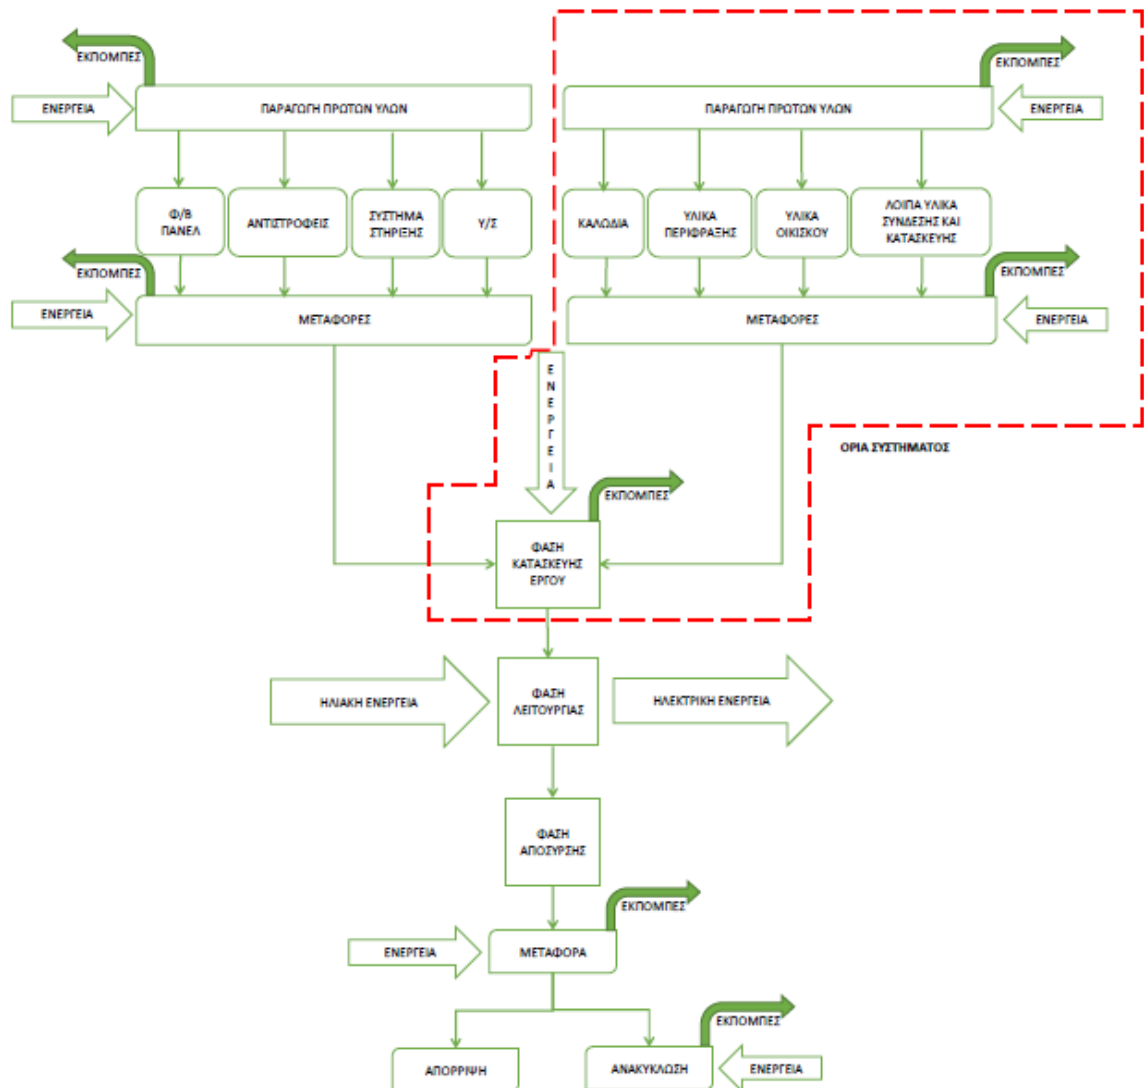 ΕΚΠΟΜΠΕΣ
ΕΚΠΟΜΠΕΣ
ΕΝΕΡΓΕΙΑ
ΠΑΡΑΓΩΓΗ ΠΡΩΤΩΝ ΥΛΩΝ
ΠΑΡΑΓΩΓΗ ΠΡΩΤΩΝ ΥΛΩΝ
ΕΝΕΡΓΕΙΑ
Φ/Β
ΠΑΝΕΛ
ΑΝΤΙΣΤΡΟΦΕΙΣ
ΣΥΣΤΗΜΑ
ΣΤΗΡΙΞΗΣ
Υ/Σ
ΚΑΛΩΔΙΑ
ΥΛΙΚΑ
ΠΕΡΙΦΡΑΞΗΣ
ΥΛΙΚΑ
ΟΙΚΙΣΚΟΥ
ΛΟΙΠΑ ΥΛΙΚΑ
ΣΥΝΔΕΣΗΣ ΚΑΙ
ΚΑΤΑΣΚΕΥΗΣ
ΕΚΠΟΜΠΕΣ
ΕΚΠΟΜΠΕΣ
ΕΝΕΡΓΕΙΑ
ΜΕΤΑΦΟΡΕΣ
ΜΕΤΑΦΟΡΕΣ
ΕΝΕΡΓΕΙΑ
Ε
Ν
Ε
Ρ
Γ
Ε
Ι
Α
ΟΡΙΑ ΣΥΣΤΗΜΑΤΟΣ
ΕΚΠΟΜΠΕΣ
ΦΑΣΗ
ΚΑΤΑΣΚΕΥΗΣ
ΕΡΓΟΥ
ΗΛΙΑΚΗ ΕΝΕΡΓΕΙΑ
ΦΑΣΗ
ΛΕΙΤΟΥΡΓΙΑΣ
ΗΛΕΚΤΡΙΚΗ ΕΝΕΡΓΕΙΑ
ΦΑΣΗ
ΑΠΟΣΥΡΣΗΣ
ΕΚΠΟΜΠΕΣ
ΕΝΕΡΓΕΙΑ
ΜΕΤΑΦΟΡΑ
ΕΚΠΟΜΠΕΣ
ΑΠΟΡΡΙΨΗ
ΑΝΑΚΥΚΛΩΣΗ
ΕΝΕΡΓΕΙΑ